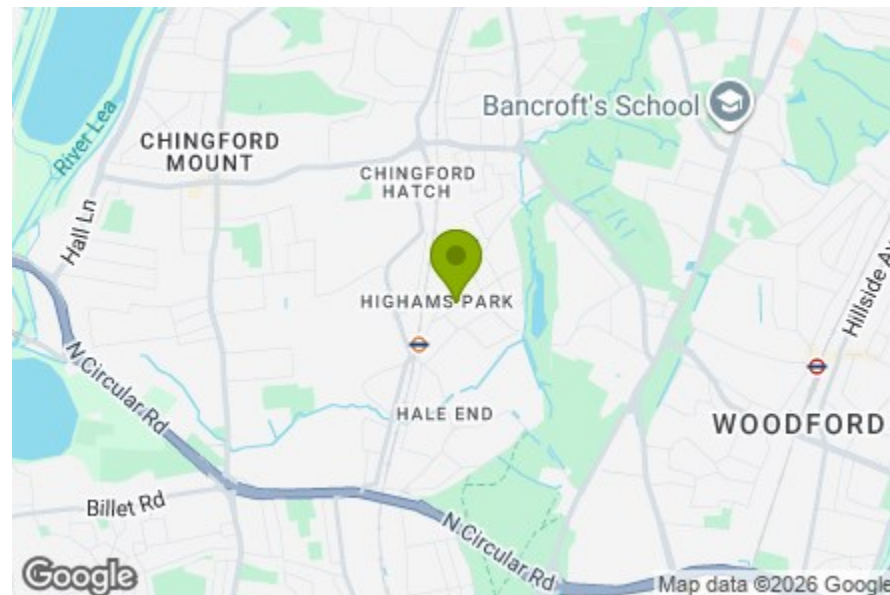 Bancroft's School
River Lea
CHINGFORD
MOUNT
CHINGFORD
HATCH
Hall Ln
HIGHAMS PARK
Hillside Av
N Circular Rd
HALE END
WOODFORD
Billet Rd
N Circular Rd
Google
Map data ©2026 Google